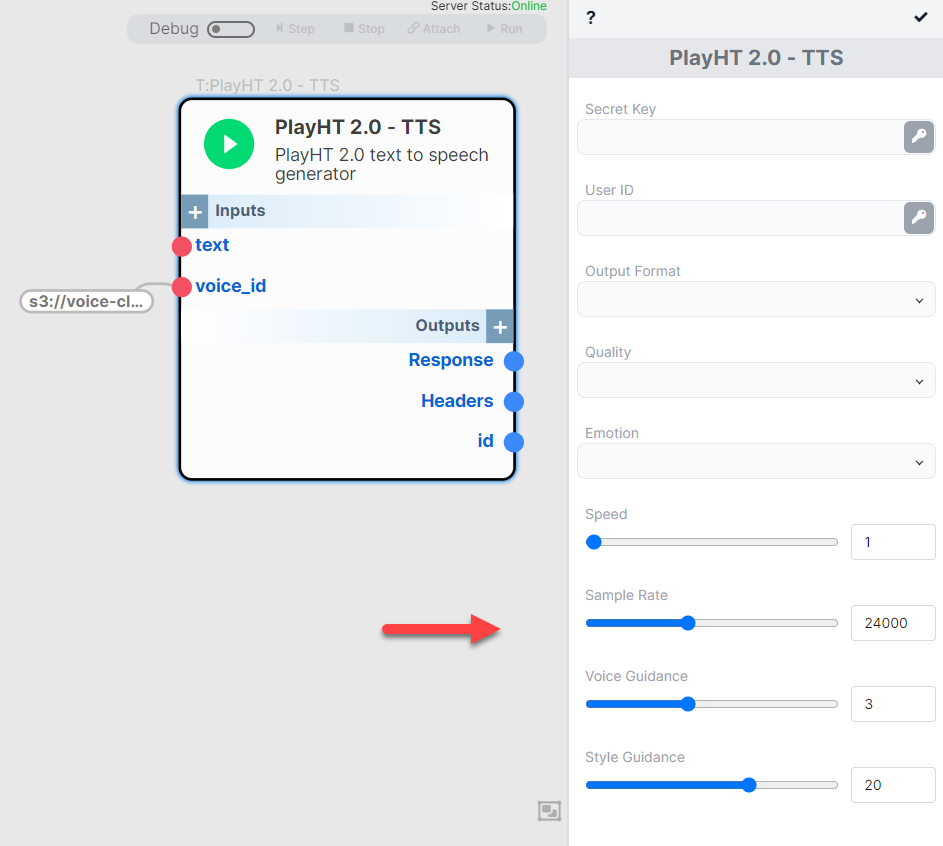 Server Status:Online
Debug Step Stop Attach Run
T:PlayHT 2.0 - TTS
PlayHT 2.0 - TTS
PlayHT 2.0 text to speech
generator
+ Inputs
text
voice_id
s3://voice-cl...
Outputs +
Response
Headers
id
?
PlayHT 2.0 - TTS
Secret Key
User ID
Output Format
Quality
Emotion
Speed
1
Sample Rate
24000
Voice Guidance
3
Style Guidance
20